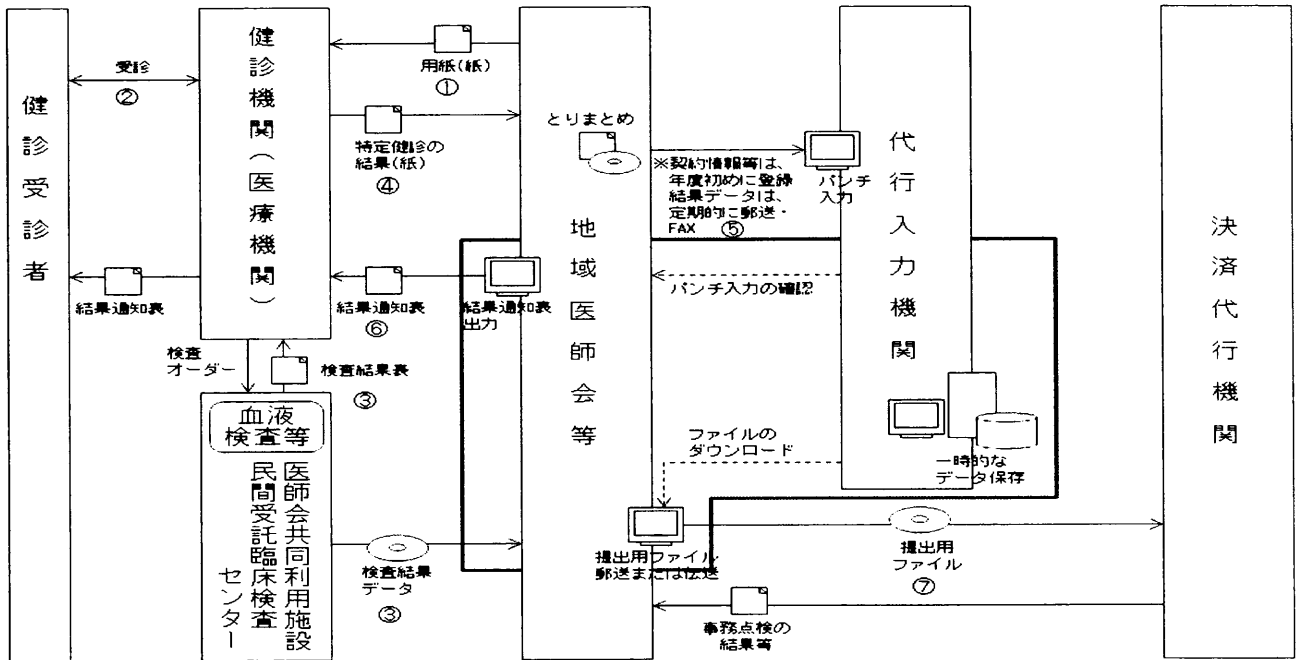 健診受診者
受診
②
健診機関（医療機関）
用紙(紙)
①
特定健診の
結果(紙)
④
結果通知表
結果通知表
⑥
検査
オーダー
検査結果表
③
血液
検査等
医師会共同利用施設
民間受託臨床検査
センター
検査結果
データ
③
地域医師会等
とりまとめ
※契約情報等は、
年度初めに登録
結果データは、
定期的に郵送・
FAX ⑤
結果通知表
出力
パンチ入力の確認
ファイルの
ダウンロード
提出用ファイル
郵送または伝送
代行入力機関
パンチ
入力
一時的な
データ保存
提出用
ファイル
⑦
事務点検の
結果等
決済代行機関